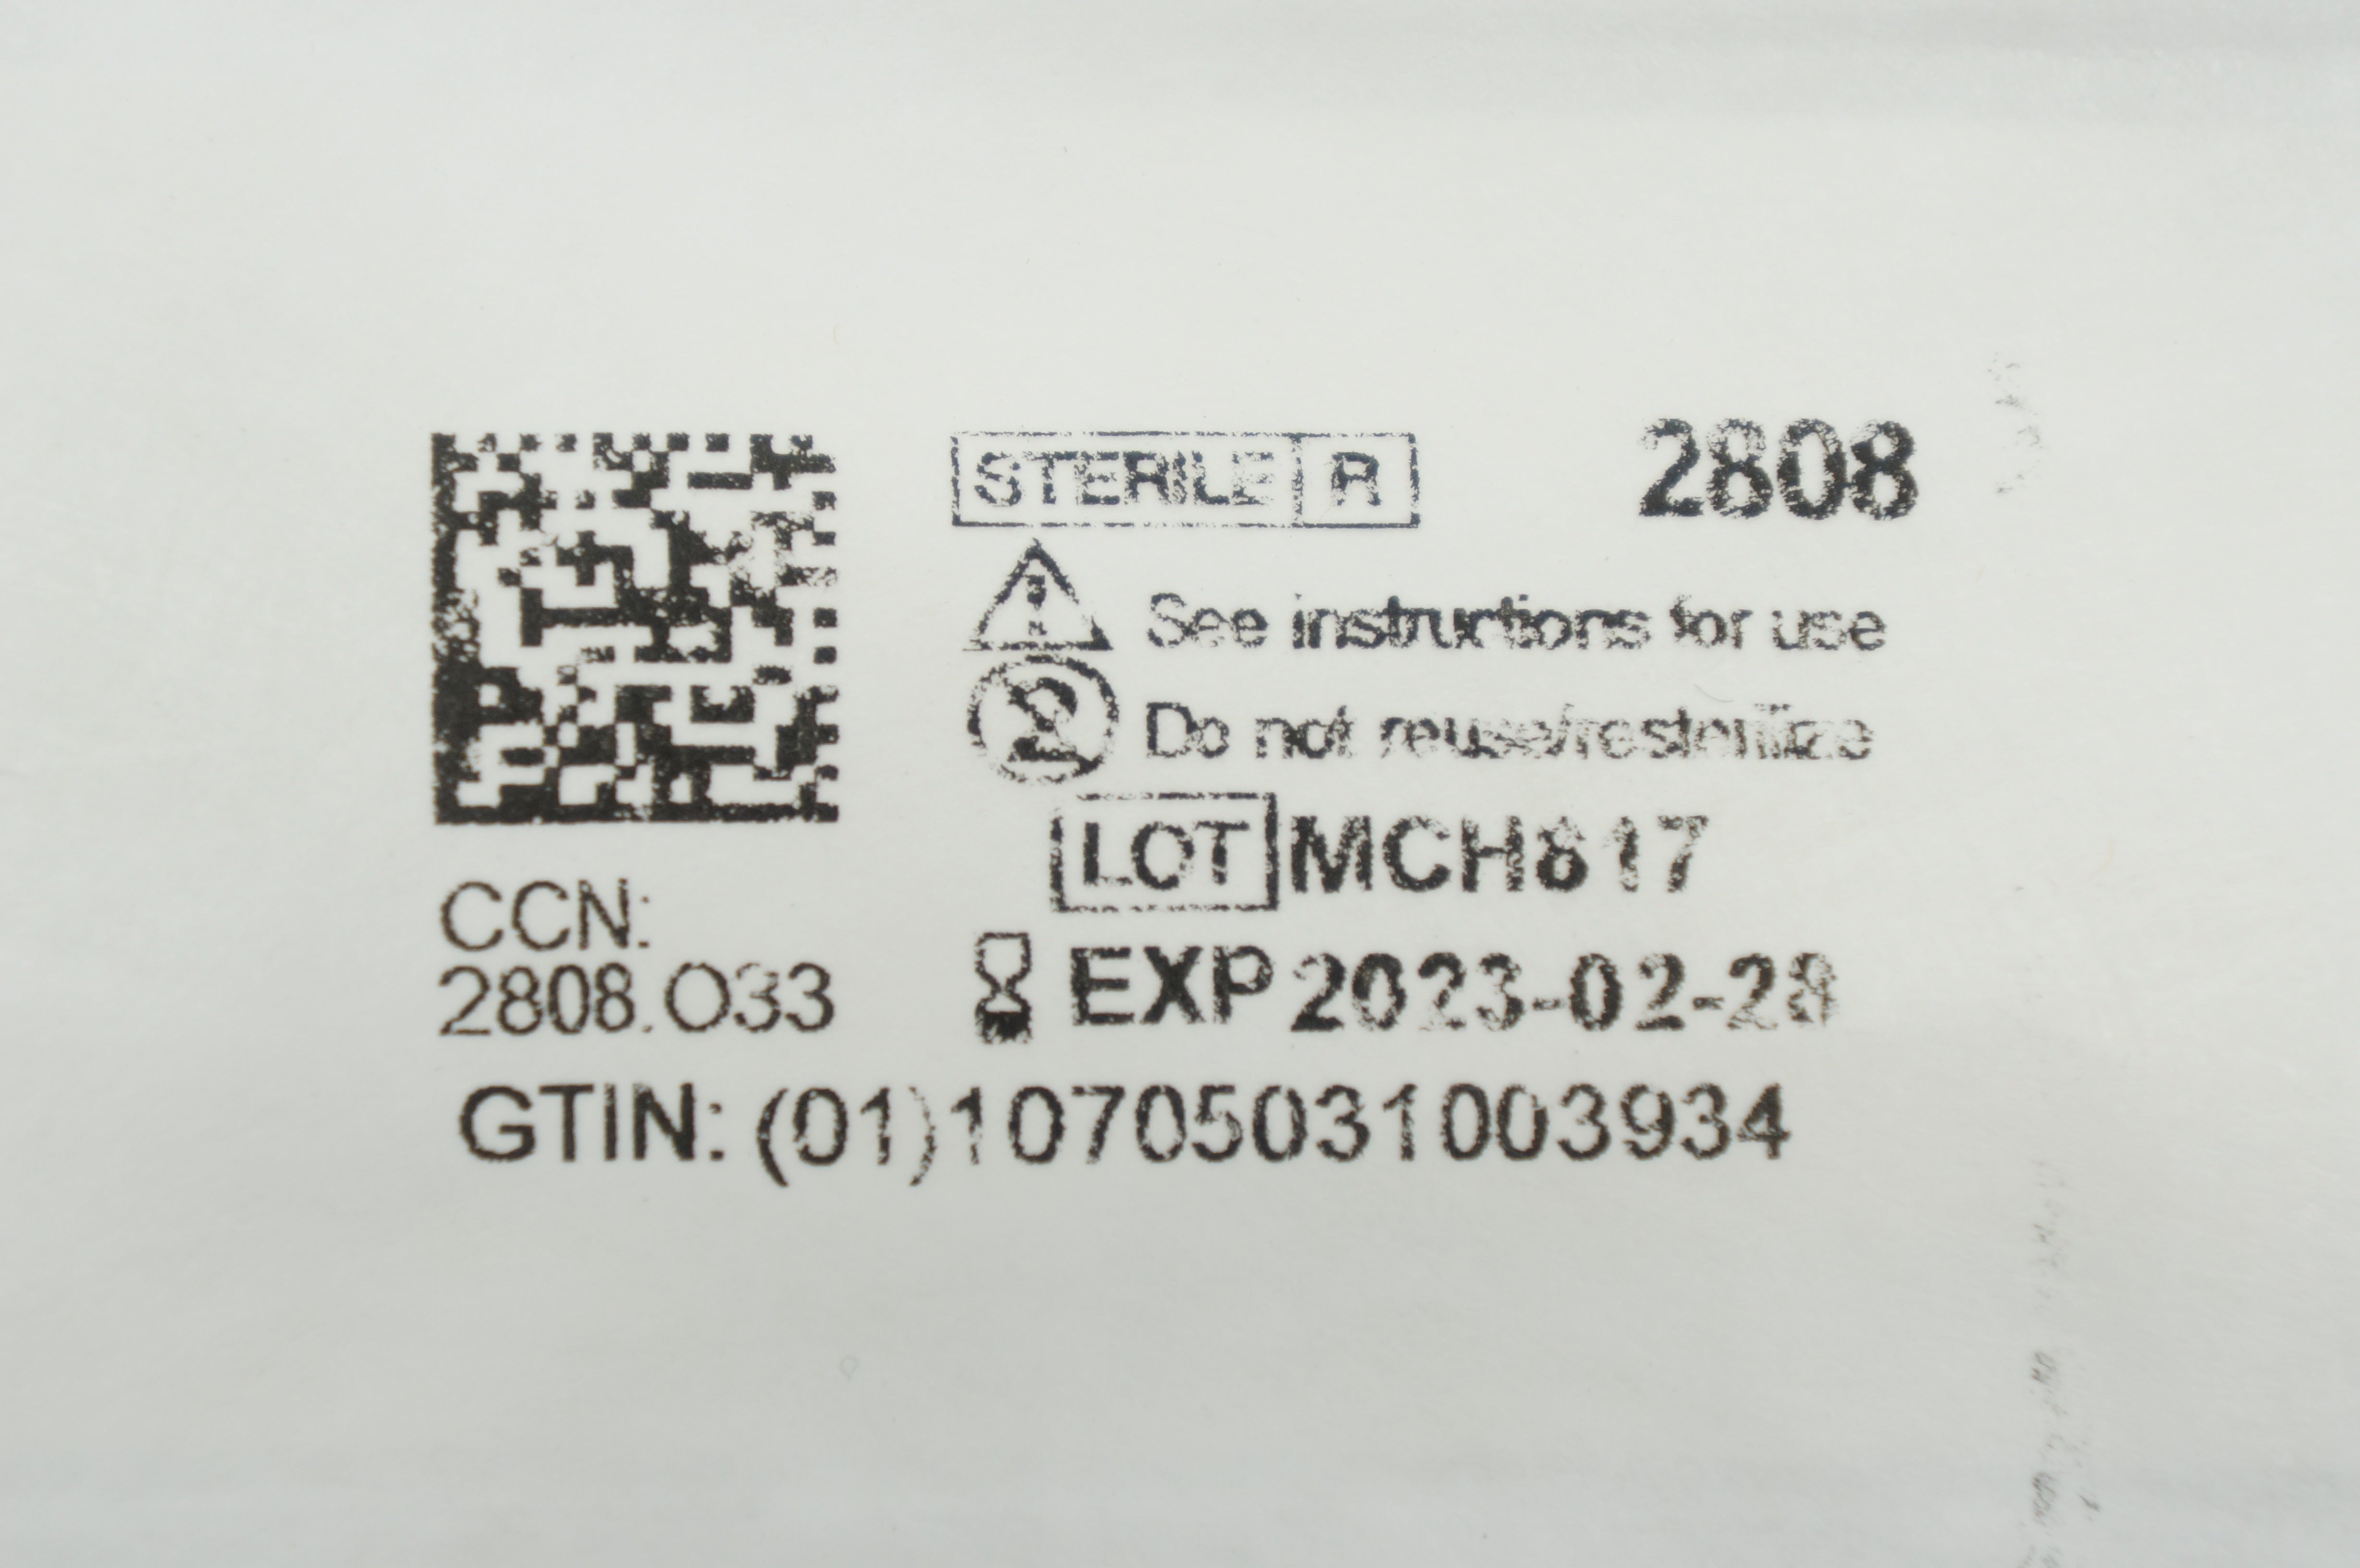 STERILE R 2808
See instructions for use
Do not reuse/resterilize
LOT MCH817
EXP 2023-02-28
CCN:
2808.O33
GTIN: (01)10705031003934